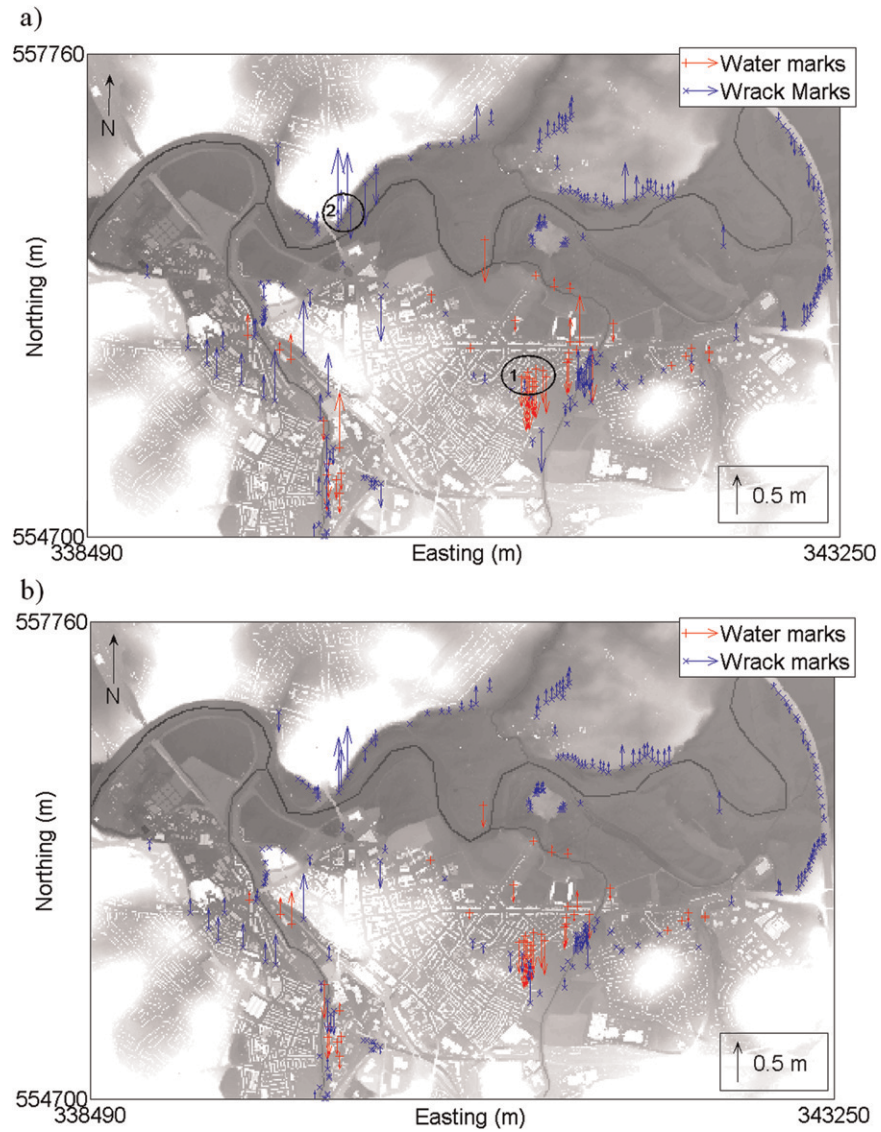 a)
557760
Water marks
Wrack Marks
N
2
1
Northing (m)
0.5 m
554700
338490
Easting (m)
343250
b)
557760
Water marks
Wrack marks
N
Northing (m)
0.5 m
554700
338490
Easting (m)
343250